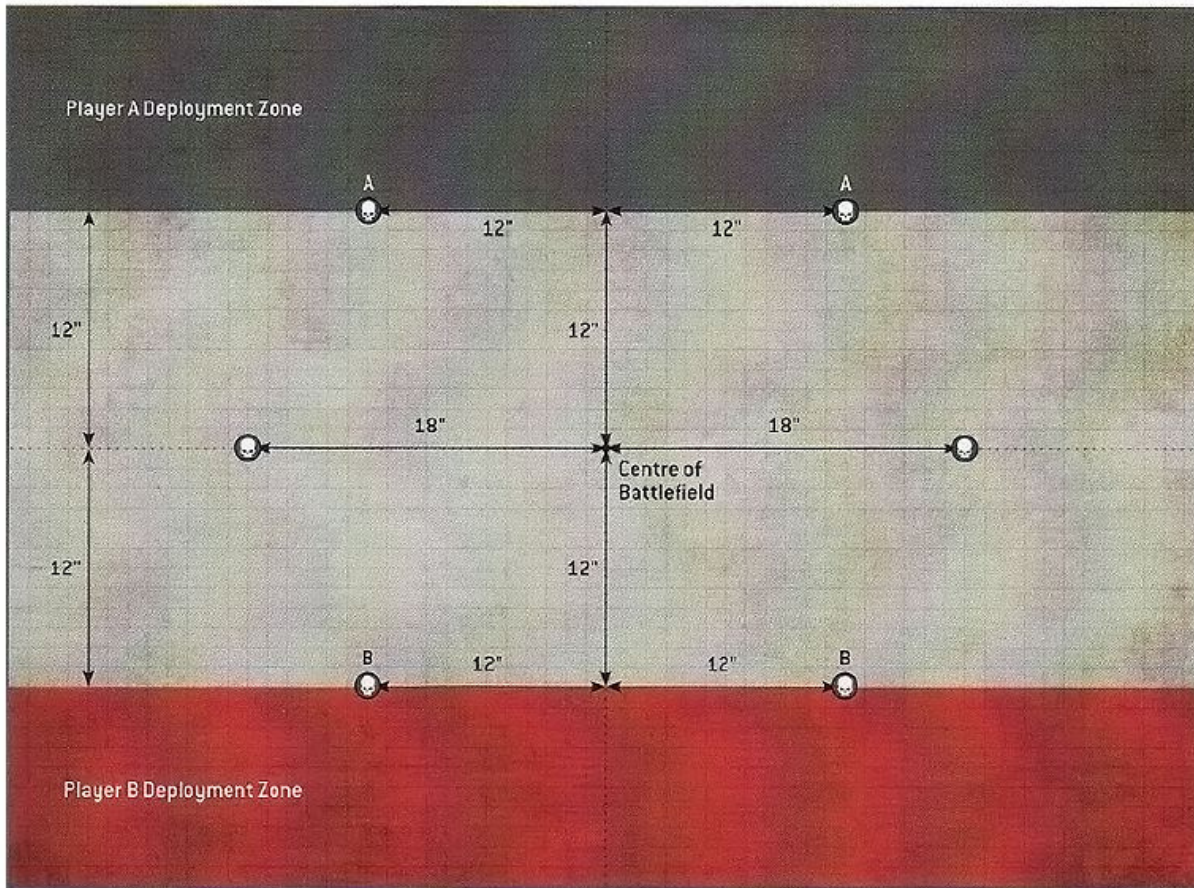 Player A Deployment Zone
A
A
12"
12"
12"
12"
18"
18"
Centre of
Battlefield
12"
12"
B
12"
12"
B
Player B Deployment Zone